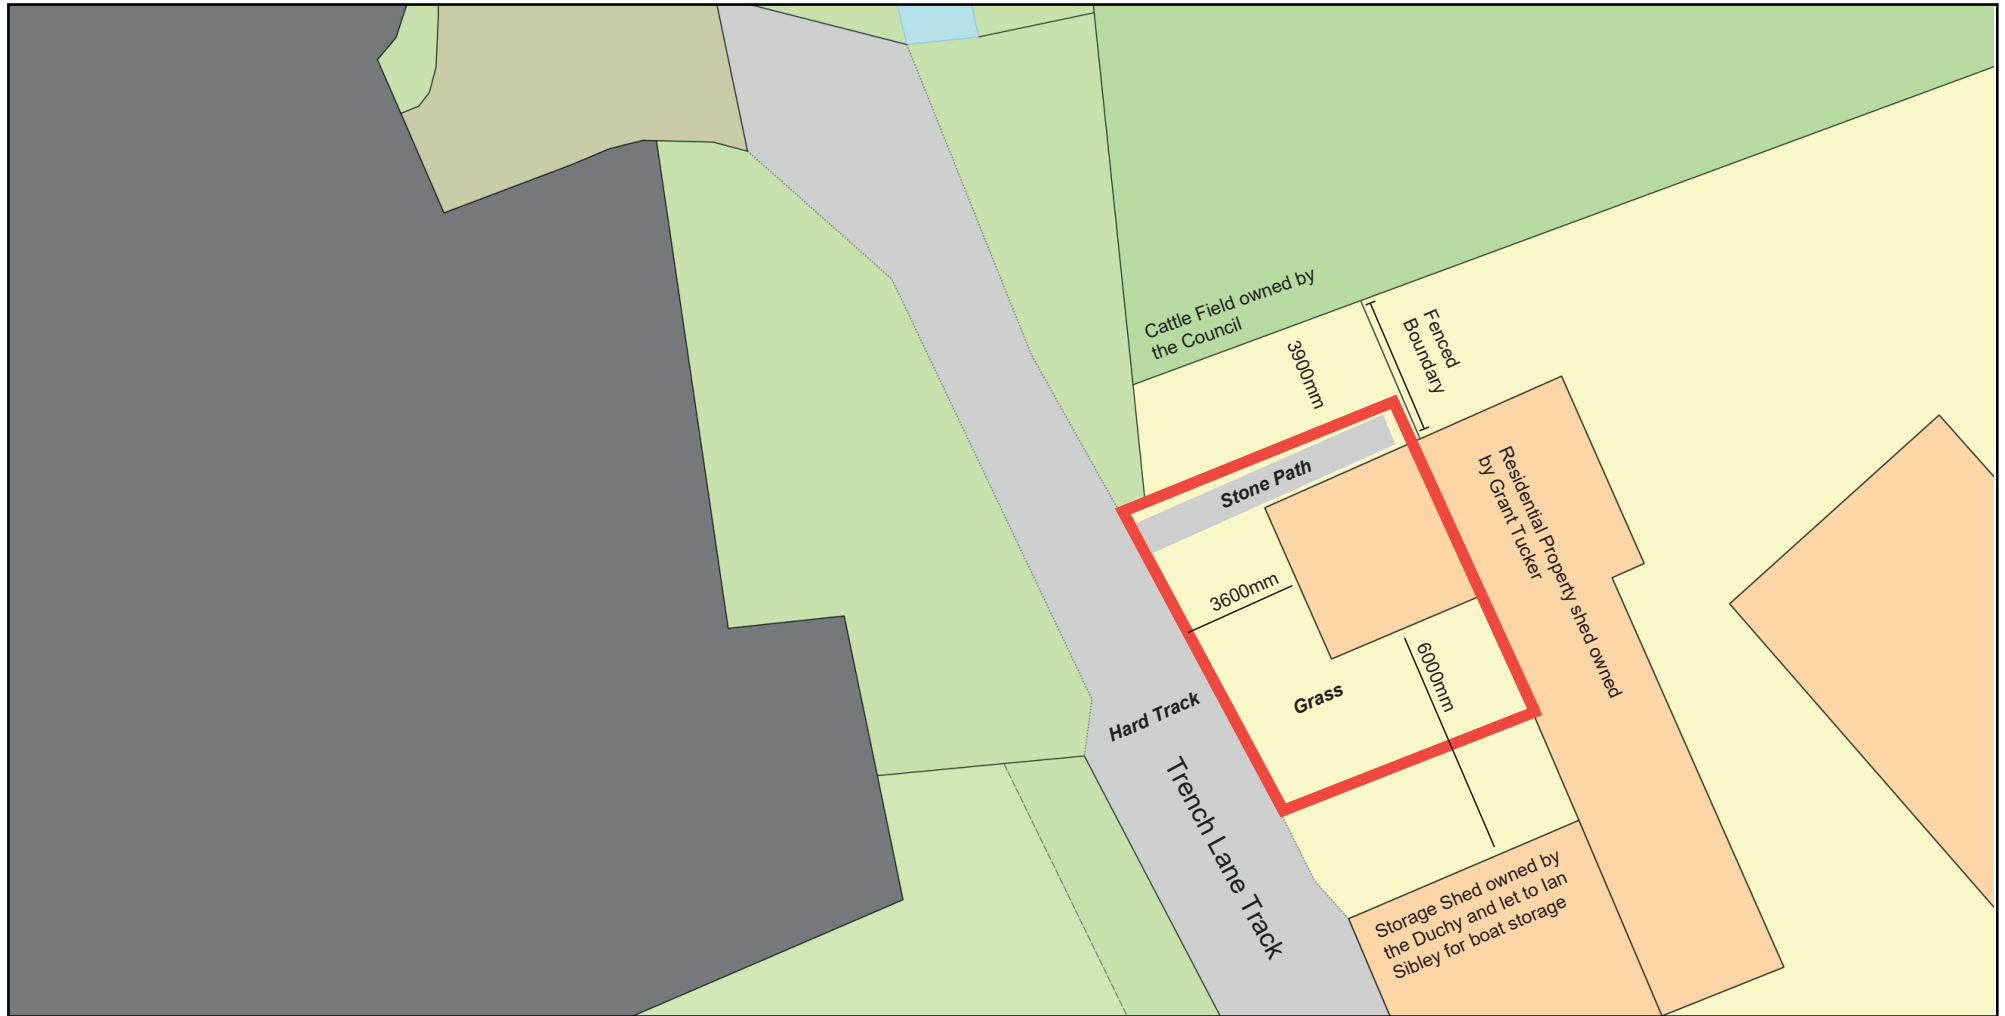 Cattle Field owned by
the Council
3900mm
Fenced
Boundary
Stone Path
Residential Property shed owned
by Grant Tucker
3600mm
6000mm
Grass
Hard Track
Trench Lane Track
Storage Shed owned by
the Duchy and let to Ian
Sibley for boat storage